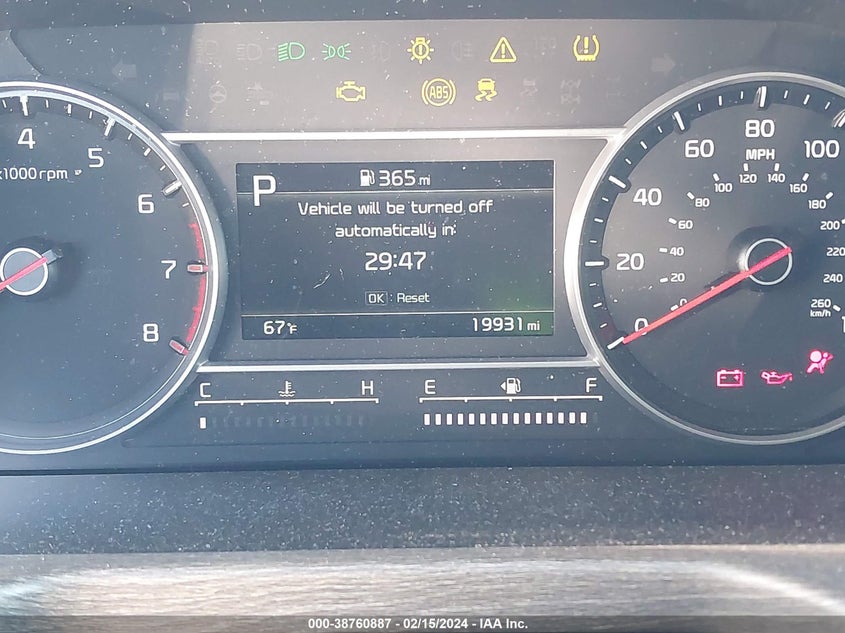 ABS
4
5
x1000 rpm
6
7
8
P
365 mi
Vehicle will be turned off
automatically in:
29:47
OK : Reset
67°F
19931 mi
C H
E F
0
20
40
60
80
100
MPH
0
20
40
60
80
100
120
140
160
180
200
220
240
260
km/h
000-38760887 - 02/15/2024 - IAA Inc.